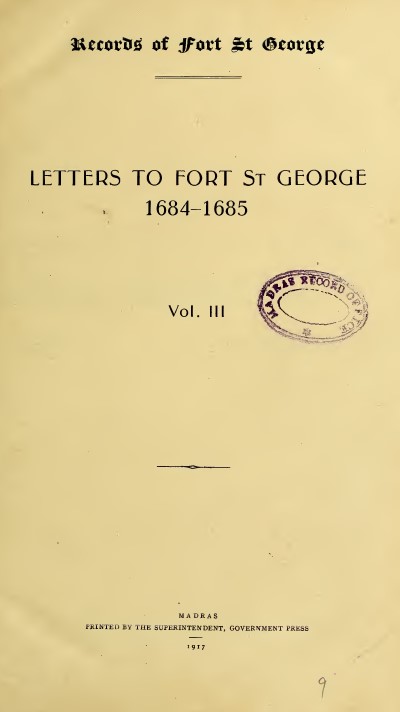 Records of Fort St George
LETTERS TO FORT ST GEORGE
1684–1685
Vol. III
MADRAS RECORD OFFICE
MADRAS
PRINTED BY THE SUPERINTENDENT, GOVERNMENT PRESS
1917
9